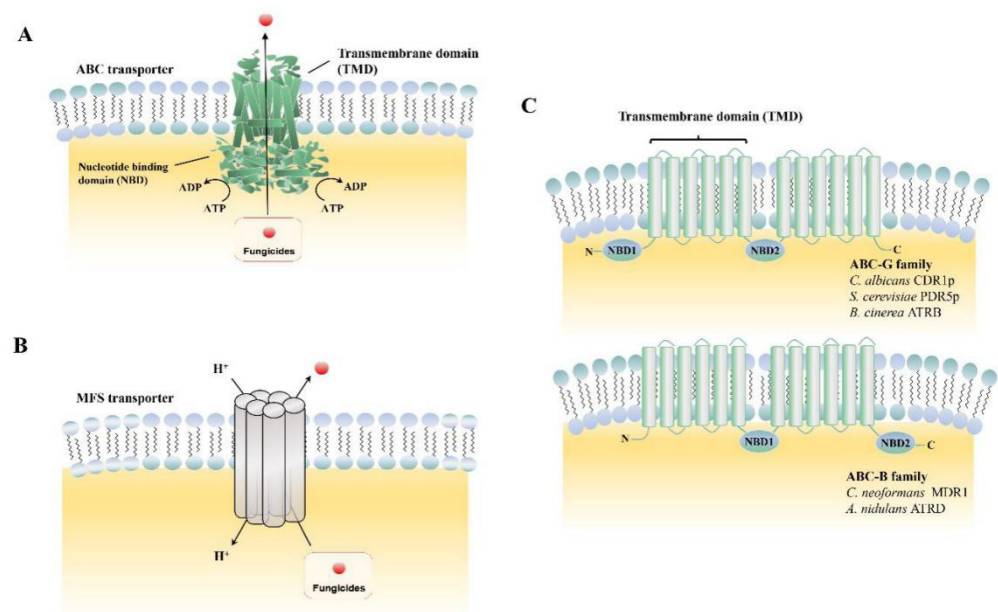 A
ABC transporter
Transmembrane domain
(TMD)
Nucleotide binding
domain (NBD)
ADP
ATP
ADP
ATP
Fungicides
B
MFS transporter
H+
H+
Fungicides
C
Transmembrane domain (TMD)
N
NBD1
NBD2
C
ABC-G family
C. albicans CDR1p
S. cerevisiae PDR5p
B. cinerea ATRB
N
NBD1
NBD2
C
ABC-B family
C. neoformans MDR1
A. nidulans ATRD